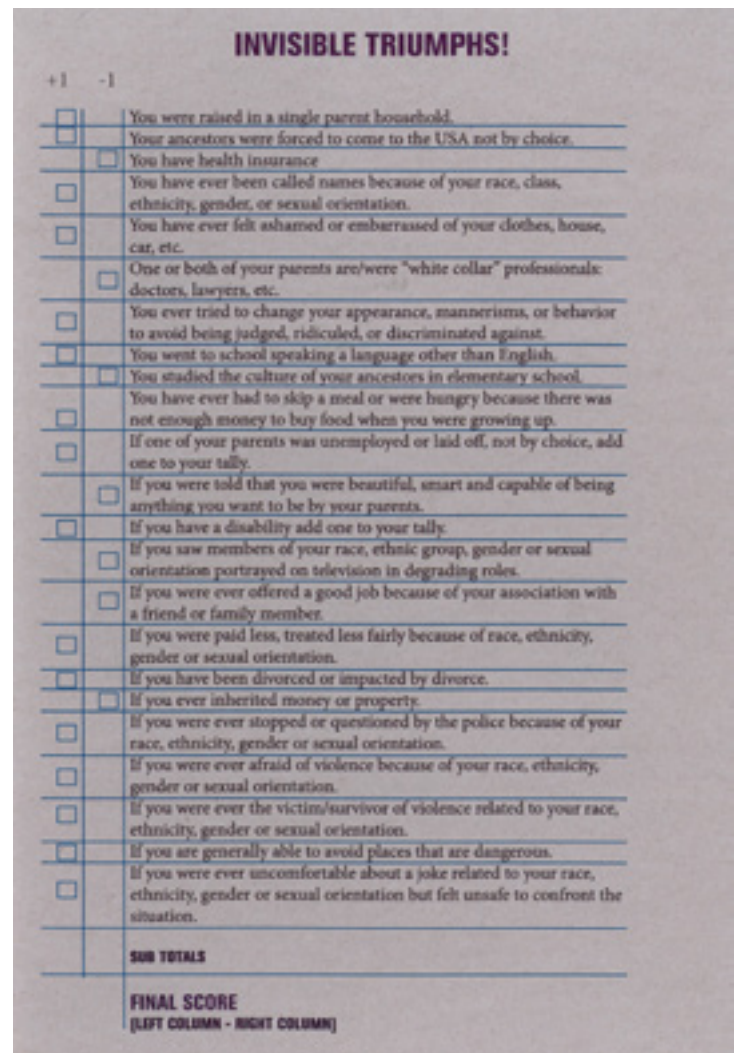 INVISIBLE TRIUMPHS!
+1 -1
You were raised in a single parent household.
Your ancestors were forced to come to the USA not by choice.
You have health insurance
You have ever been called names because of your race, class,
ethnicity, gender, or sexual orientation.
You have ever felt ashamed or embarrassed of your clothes, house,
car, etc.
One or both of your parents are/were "white collar" professionals:
doctors, lawyers, etc.
You ever tried to change your appearance, mannerisms, or behavior
to avoid being judged, ridiculed, or discriminated against.
You went to school speaking a language other than English.
You studied the culture of your ancestors in elementary school.
You have ever had to skip a meal or were hungry because there was
not enough money to buy food when you were growing up.
If one of your parents was unemployed or laid off, not by choice, add
one to your tally.
If you were told that you were beautiful, smart and capable of being
anything you want to be by your parents.
If you have a disability add one to your tally.
If you saw members of your race, ethnic group, gender or sexual
orientation portrayed on television in degrading roles.
If you were ever offered a good job because of your association with
a friend or family member.
If you were paid less, treated less fairly because of race, ethnicity,
gender or sexual orientation.
If you have been divorced or impacted by divorce.
If you ever inherited money or property.
If you were ever stopped or questioned by the police because of your
race, ethnicity, gender or sexual orientation.
If you were ever afraid of violence because of your race, ethnicity,
gender or sexual orientation.
If you were ever the victim/survivor of violence related to your race,
ethnicity, gender or sexual orientation.
If you are generally able to avoid places that are dangerous.
If you were ever uncomfortable about a joke related to your race,
ethnicity, gender or sexual orientation but felt unsafe to confront the
situation.
SUB TOTALS
FINAL SCORE
[LEFT COLUMN - RIGHT COLUMN]